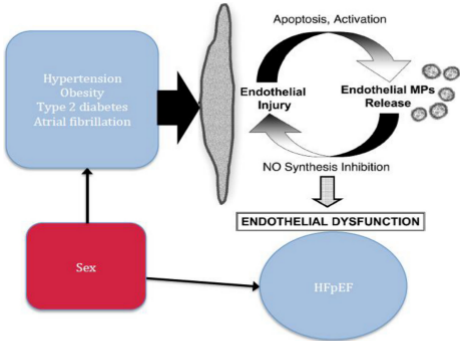 Apoptosis, Activation
Hypertension
Obesity
Type 2 diabetes
Atrial fibrillation
Endothelial
Injury
Endothelial MPs
Release
NO Synthesis Inhibition
ENDOTHELIAL DYSFUNCTION
Sex
HFpEF